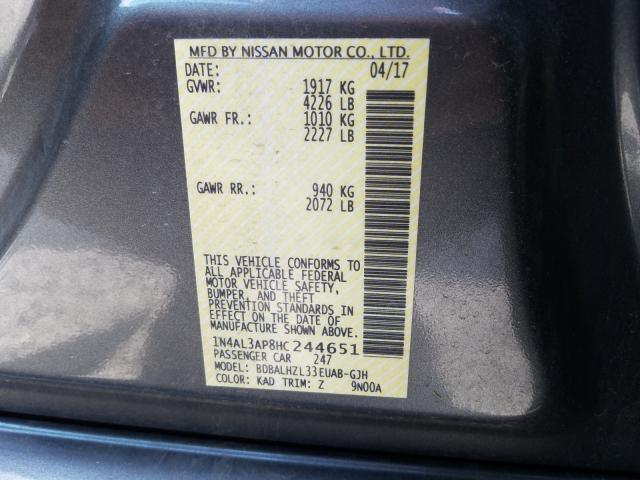 MFD BY NISSAN MOTOR CO., LTD.
DATE: 04/17
GVWR: 1917 KG
4226 LB
GAWR FR.: 1010 KG
2227 LB
GAWR RR.: 940 KG
2072 LB
THIS VEHICLE CONFORMS TO
ALL APPLICABLE FEDERAL
MOTOR VEHICLE SAFETY,
BUMPER, AND THEFT
PREVENTION STANDARDS IN
EFFECT ON THE DATE OF
MANUFACTURE SHOWN ABOVE.
1N4AL3AP8HC244651
PASSENGER CAR 247
MODEL: BDBALHZL33EUAB-GJH
COLOR: KAD TRIM: Z 9N00A